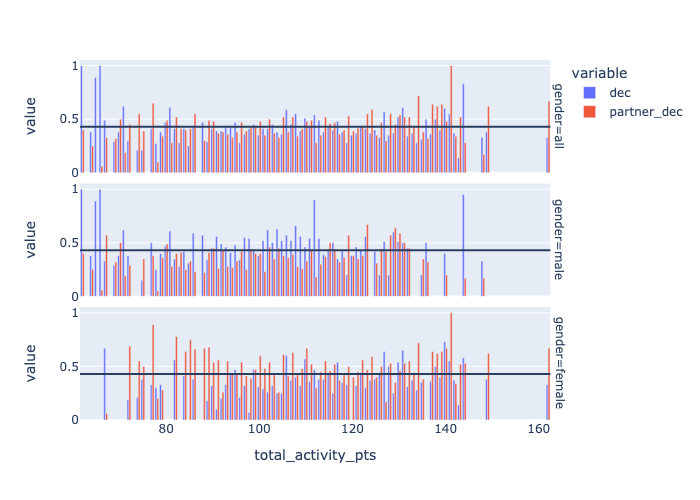 variable
dec
partner_dec
value
1
0.5
0
gender=all
value
1
0.5
0
gender=male
value
1
0.5
0
gender=female
80
100
120
140
160
total_activity_pts